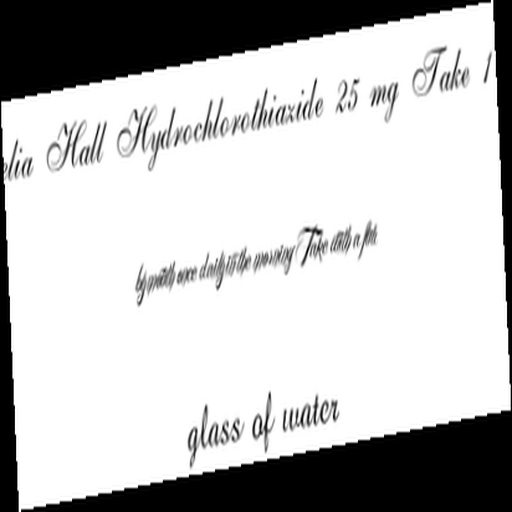 elia Hall Hydrochlorothiazide 25 mg Take 1
by mouth once daily in the morning Take with a full
glass of water